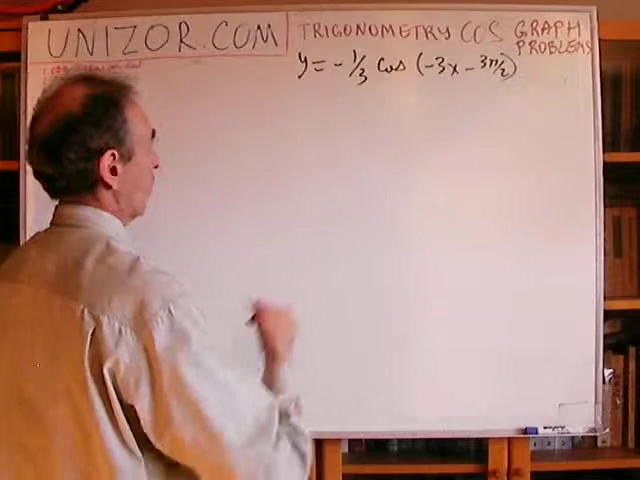 UNIZOR.COM
TRIGONOMETRY COS GRAPH PROBLEMS
y = - 1/3 cos (-3x - 3π/2)